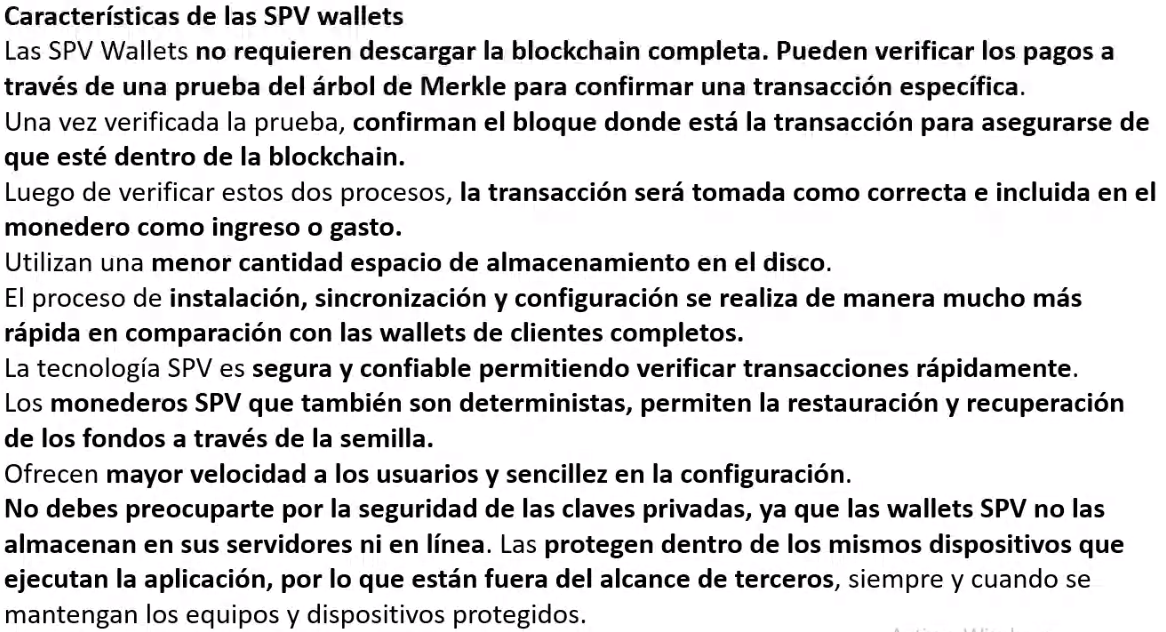 Características de las SPV wallets
Las SPV Wallets no requieren descargar la blockchain completa. Pueden verificar los pagos a
través de una prueba del árbol de Merkle para confirmar una transacción específica.
Una vez verificada la prueba, confirman el bloque donde está la transacción para asegurarse de
que esté dentro de la blockchain.
Luego de verificar estos dos procesos, la transacción será tomada como correcta e incluida en el
monedero como ingreso o gasto.
Utilizan una menor cantidad espacio de almacenamiento en el disco.
El proceso de instalación, sincronización y configuración se realiza de manera mucho más
rápida en comparación con las wallets de clientes completos.
La tecnología SPV es segura y confiable permitiendo verificar transacciones rápidamente.
Los monederos SPV que también son deterministas, permiten la restauración y recuperación
de los fondos a través de la semilla.
Ofrecen mayor velocidad a los usuarios y sencillez en la configuración.
No debes preocuparte por la seguridad de las claves privadas, ya que las wallets SPV no las
almacenan en sus servidores ni en línea. Las protegen dentro de los mismos dispositivos que
ejecutan la aplicación, por lo que están fuera del alcance de terceros, siempre y cuando se
mantengan los equipos y dispositivos protegidos.